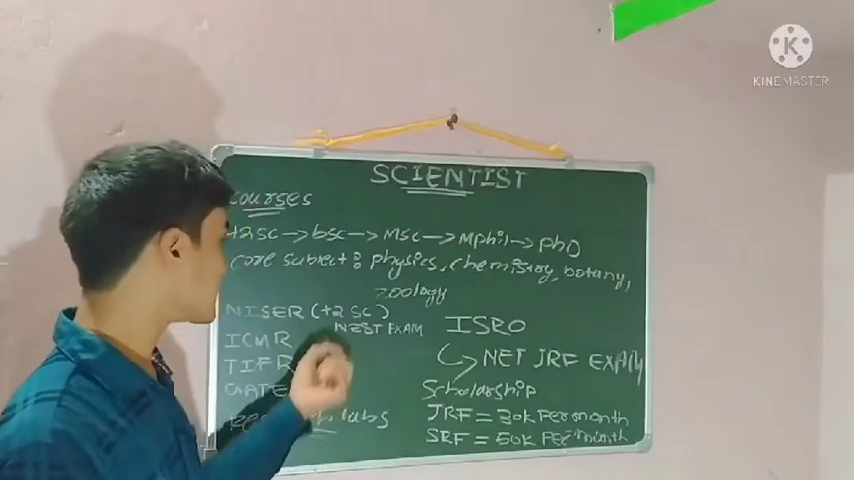 K
KINEMASTER
SCIENTIST
courses
+2sc→bsc→Msc→Mphil→phD
core subject: physics, chemistry, botany,
zoology
NISER (+2 sc)
NEST EXAM
ICMR
TIFR
GATE
labs
ISRO
NET JRF EXAM
Scholarship
JRF = 30K Per month
SRF = 50K Per month